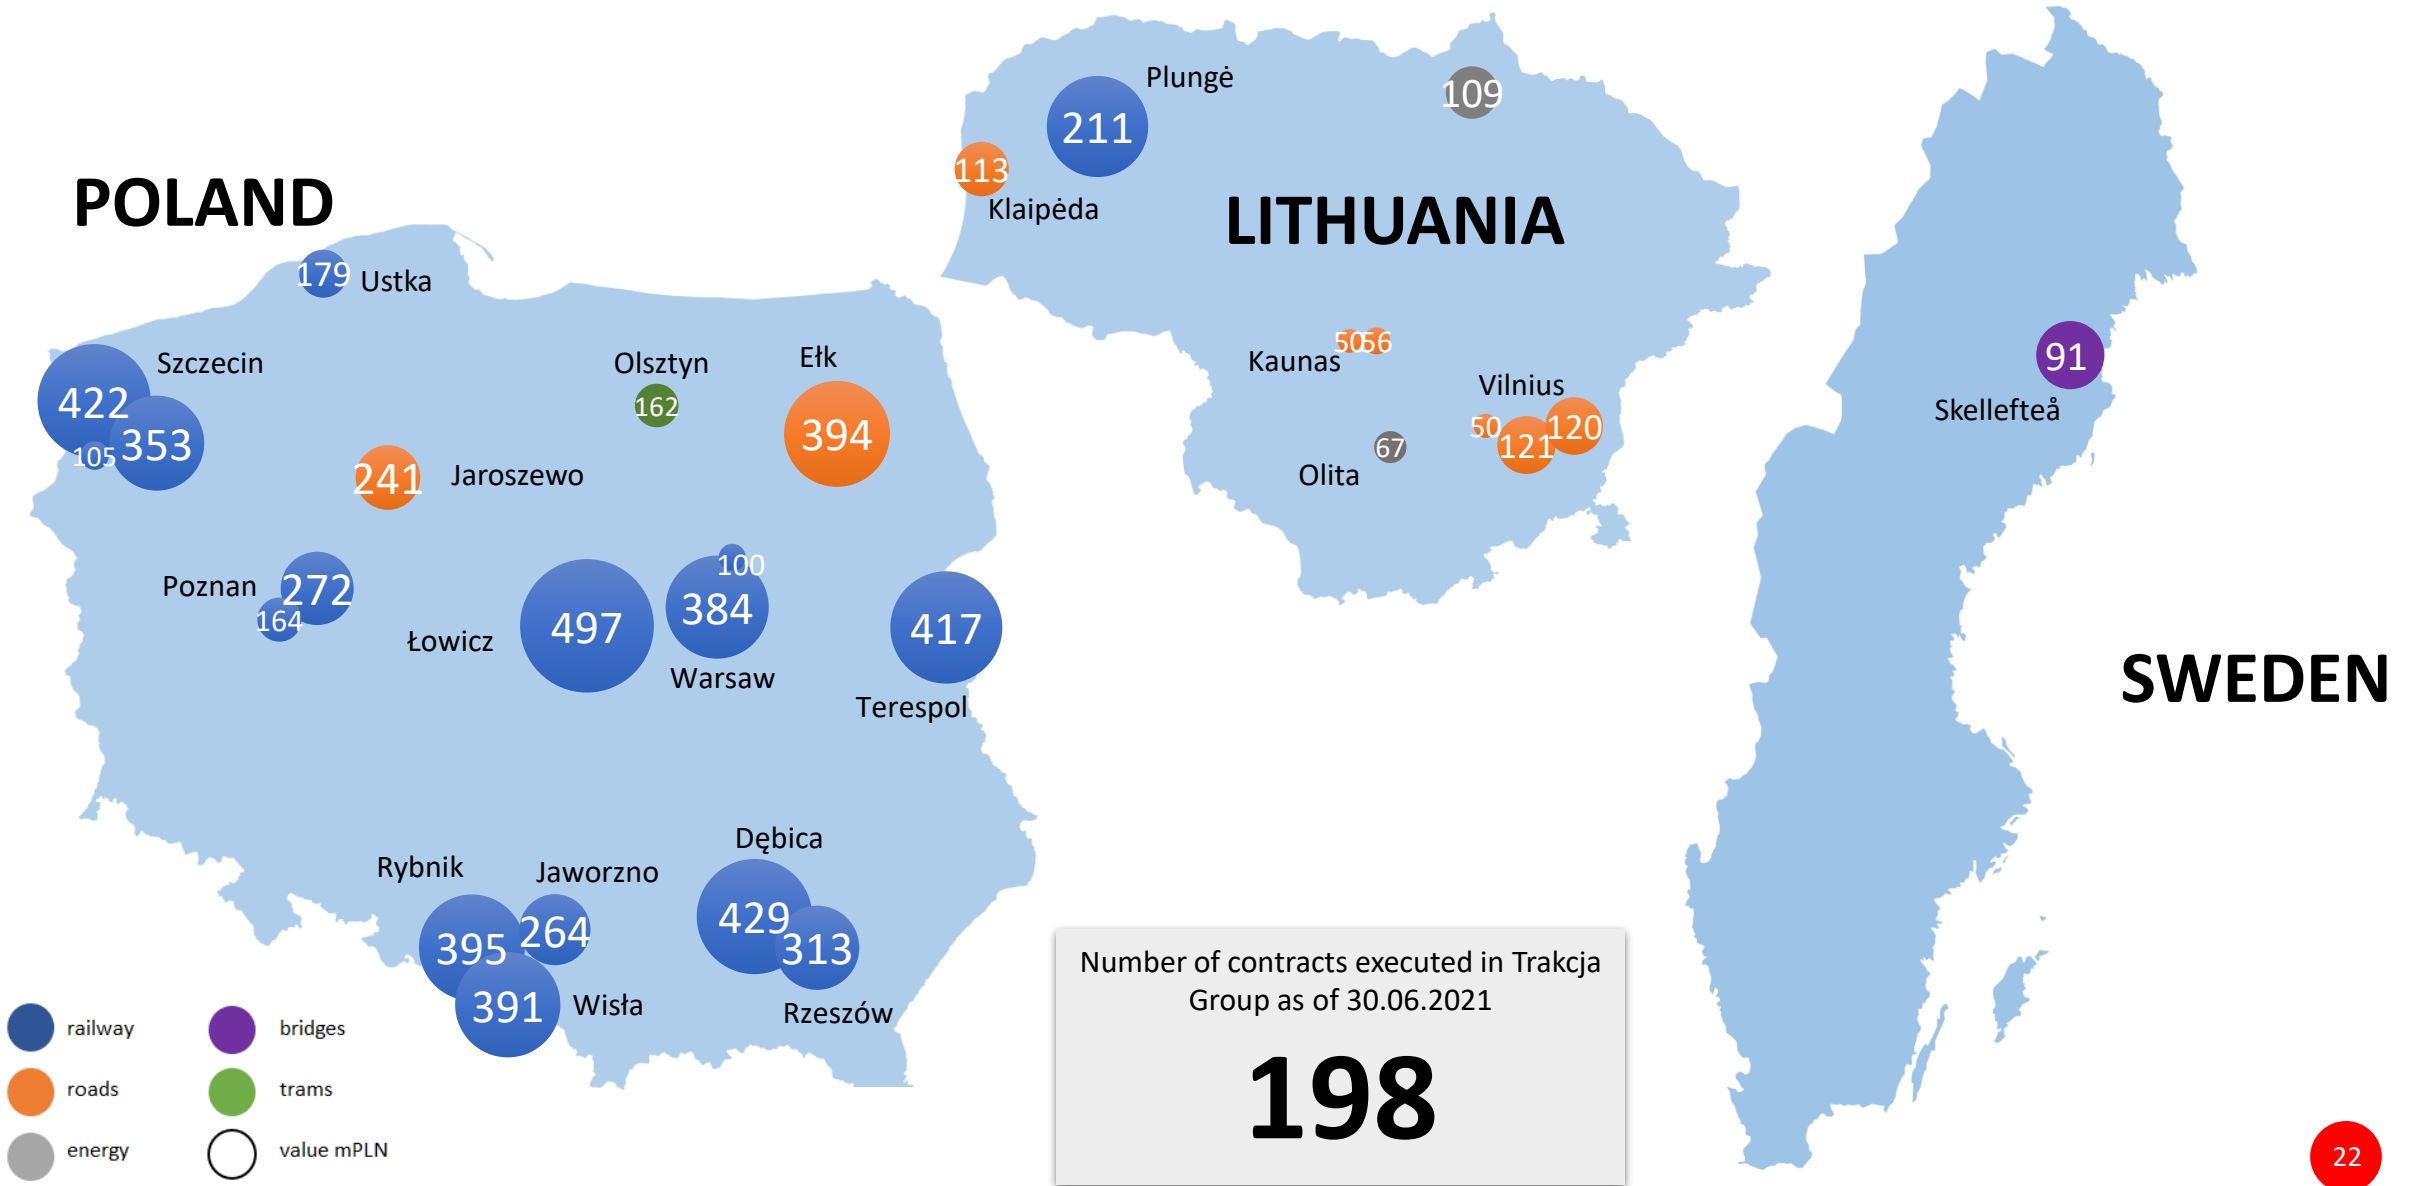 POLAND
179
Ustka
Szczecin
422
353
105
Olsztyn
162
Ełk
394
241
Jaroszewo
Poznan
272
164
Łowicz
497
100
384
Warsaw
417
Terespol
Rybnik
Jaworzno
395
264
391
Wisła
Dębica
429
313
Rzeszów
LITHUANIA
Plungė
211
109
113
Klaipėda
50
56
Kaunas
Vilnius
50
121
120
67
Olita
SWEDEN
91
Skellefteå
Number of contracts executed in Trakcja
Group as of 30.06.2021
198
railway
bridges
roads
trams
energy
value mPLN
22